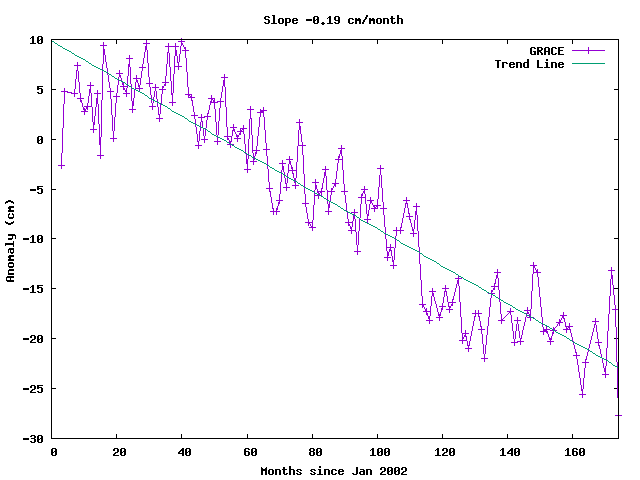 Slope -0.19 cm/month
GRACE
Trend Line
10
5
0
-5
-10
-15
-20
-25
-30
Anomaly (cm)
0 20 40 60 80 100 120 140 160
Months since Jan 2002